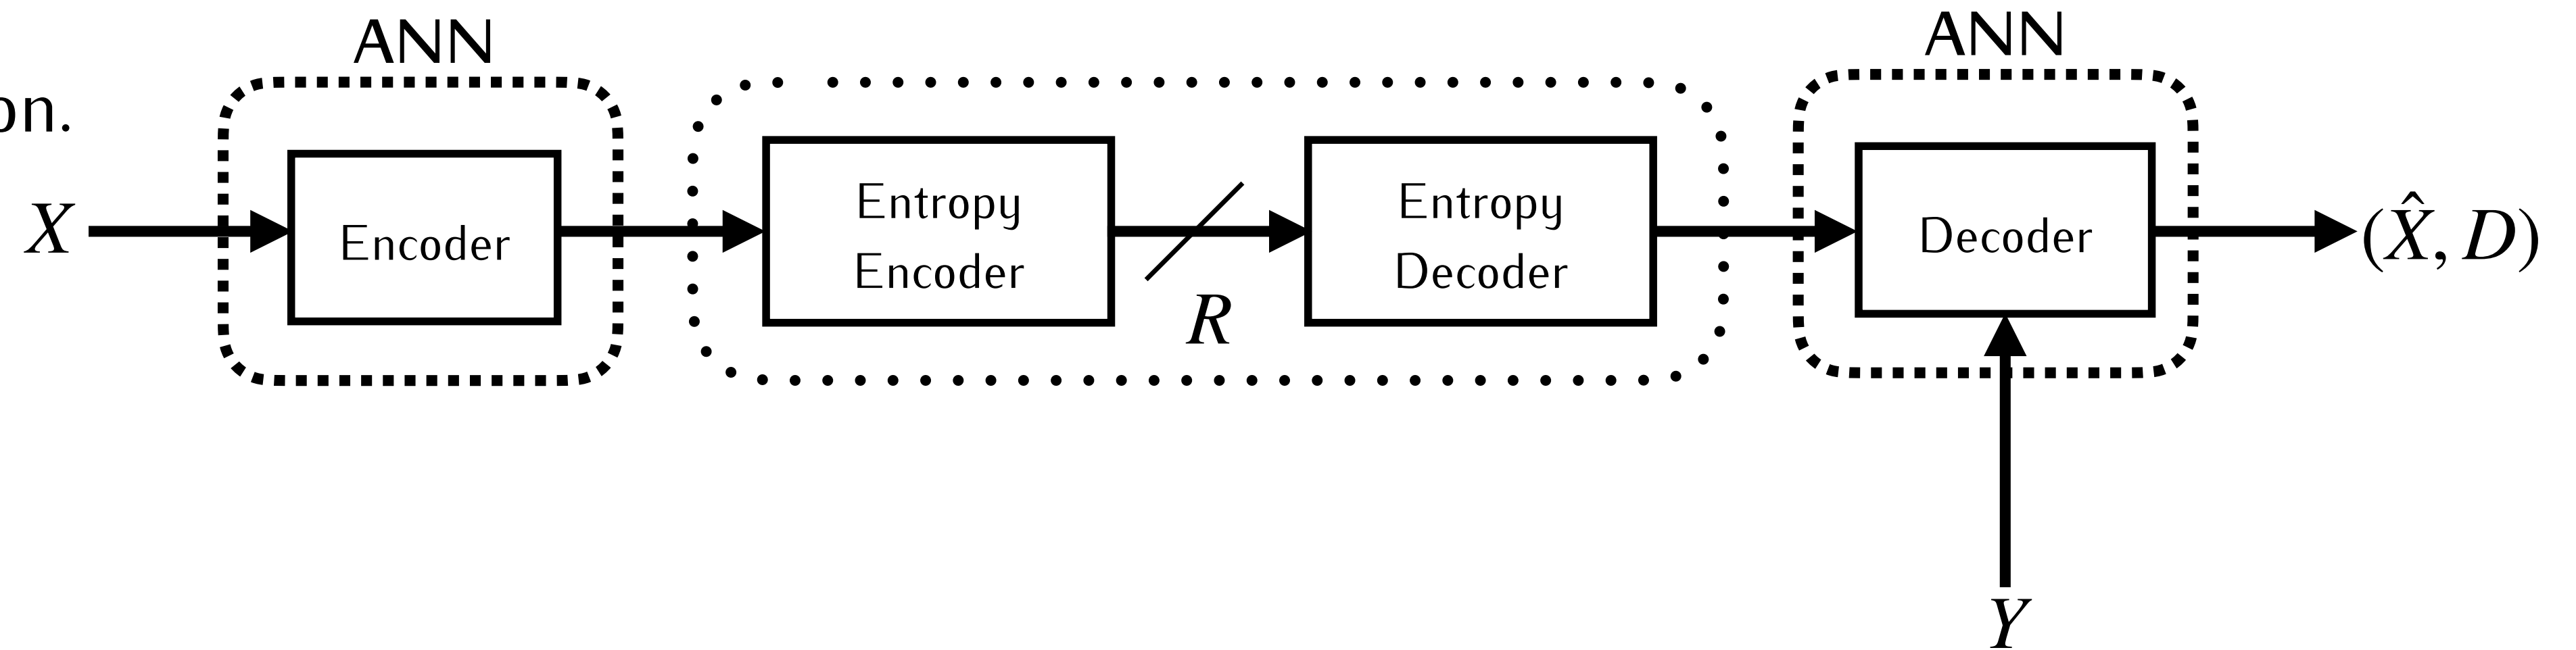 ANN
ANN
on.
X
Encoder
Entropy
Encoder
R
Entropy
Decoder
Decoder
(X̂, D)
Y